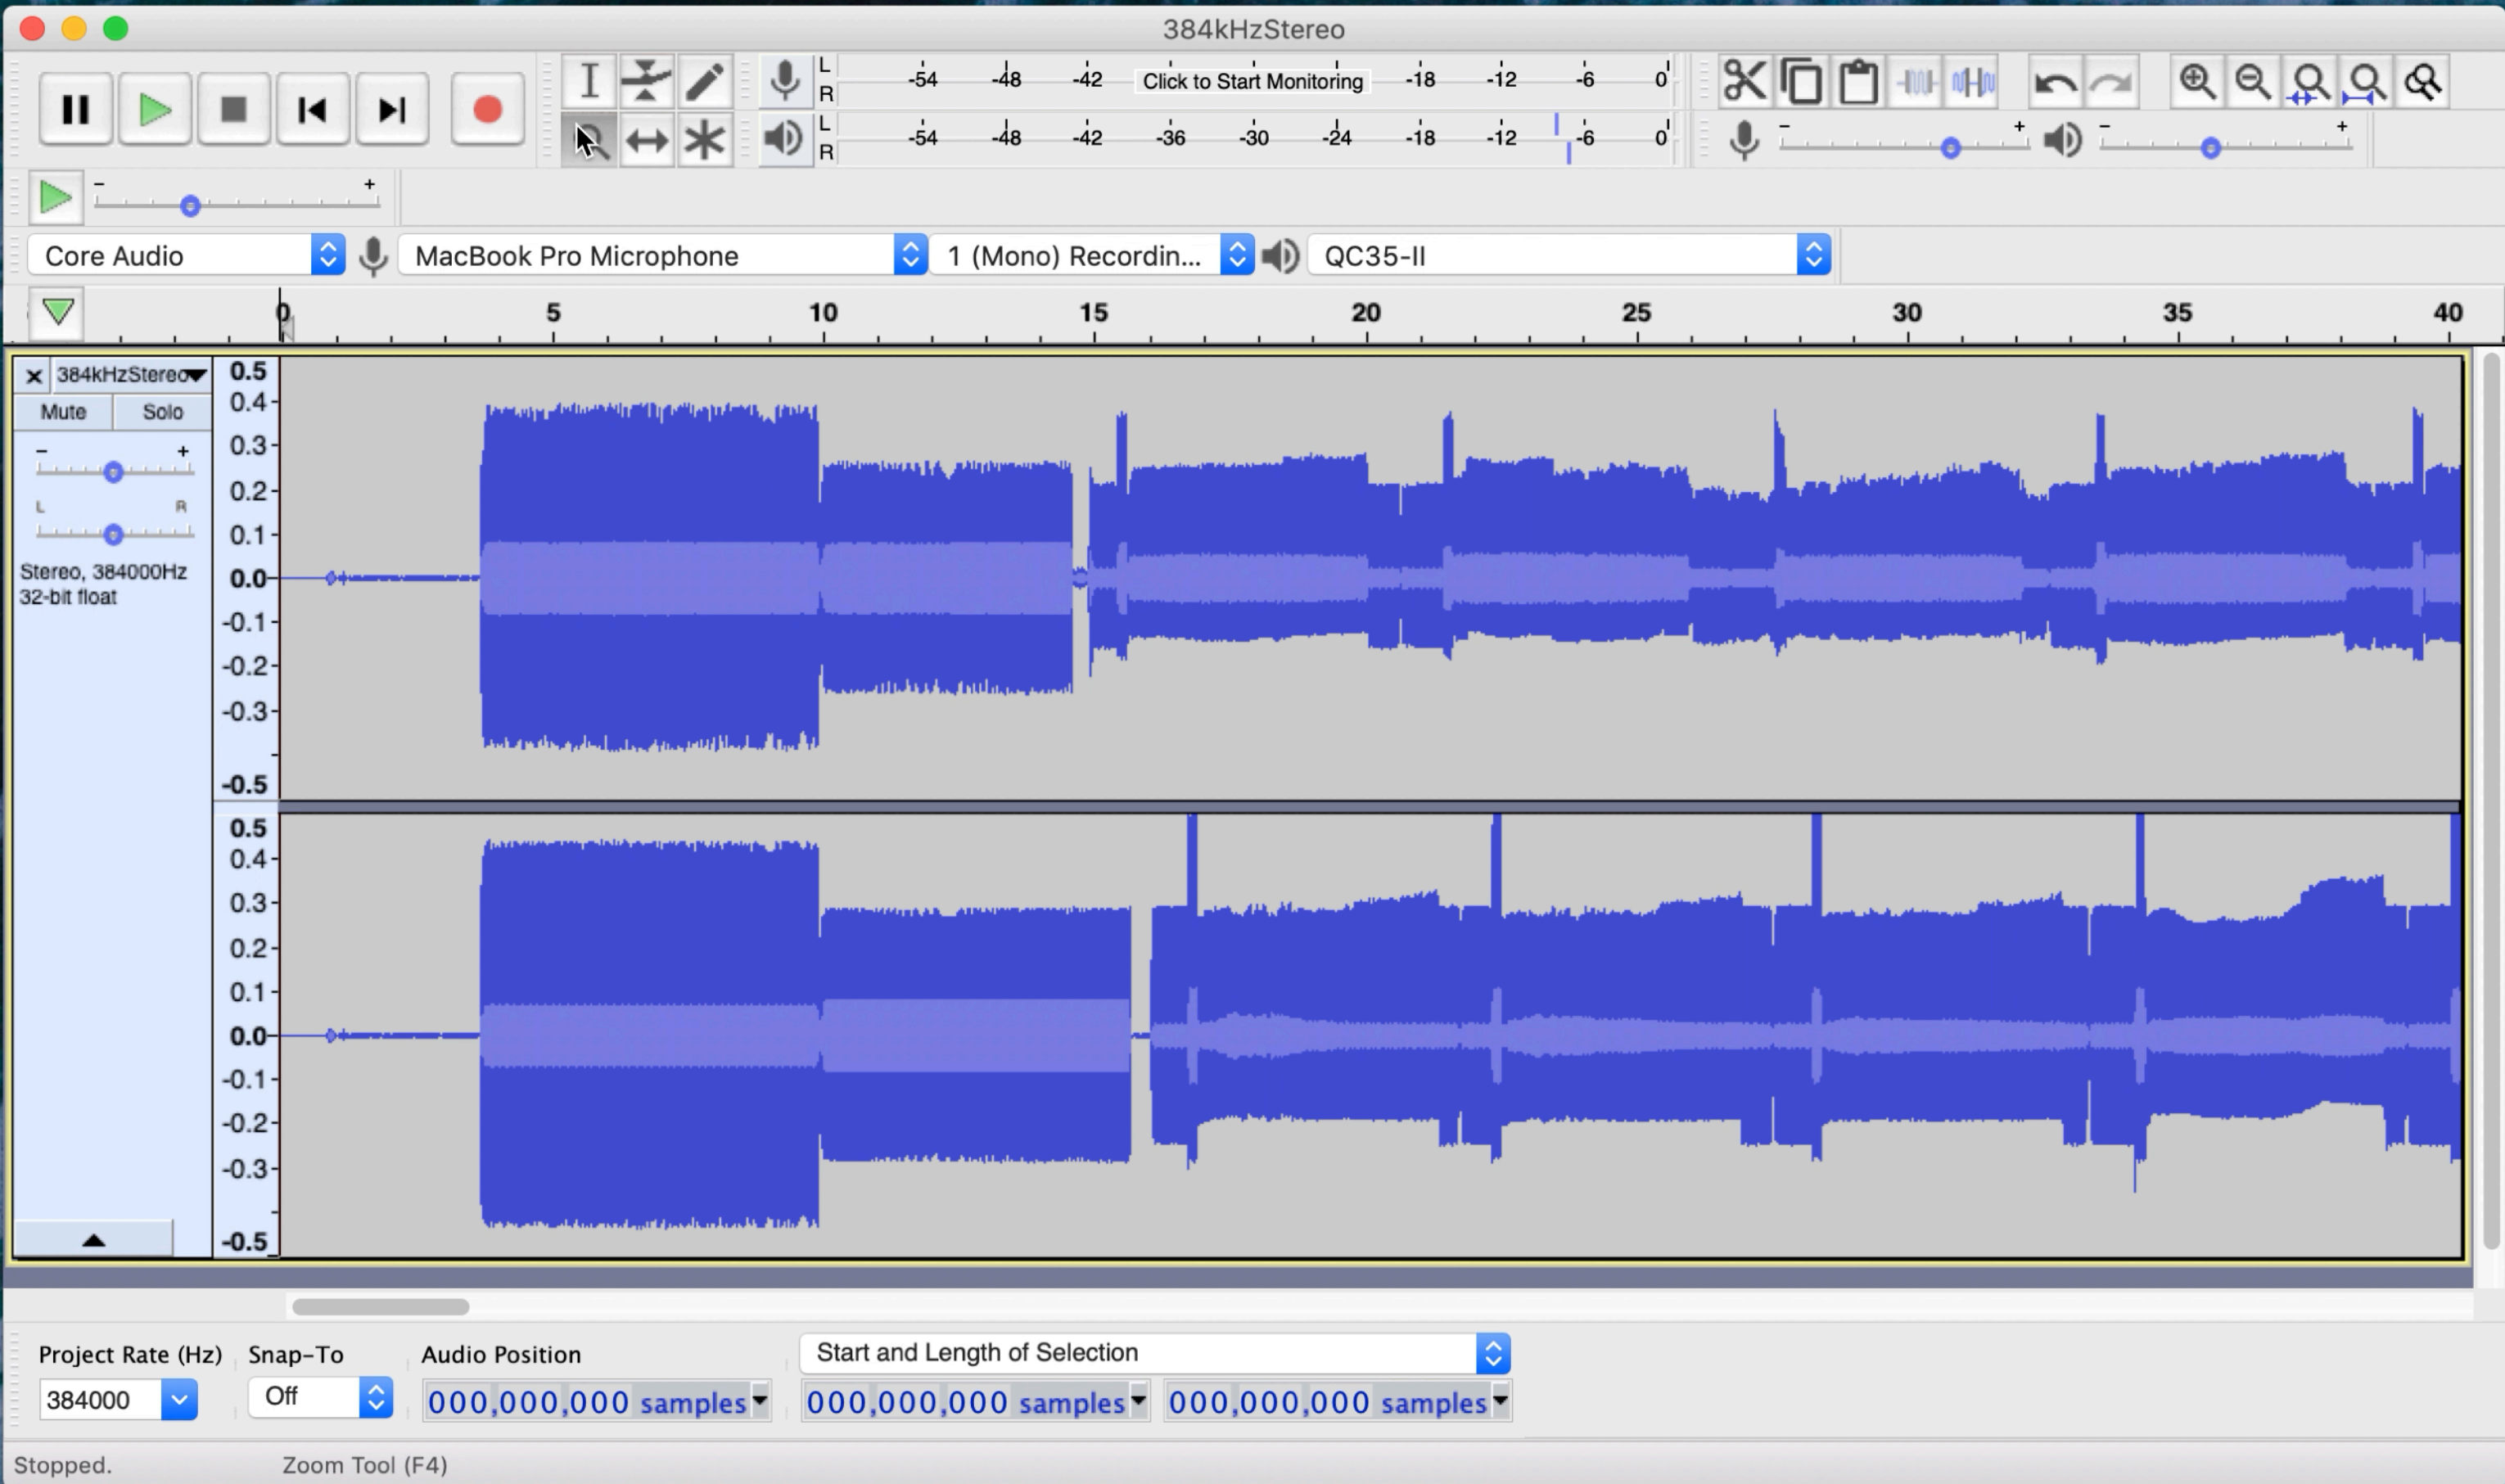 384kHzStereo
L R -54 -48 -42 Click to Start Monitoring -18 -12 -6 0
L R -54 -48 -42 -36 -30 -24 -18 -12 -6 0
- +
- +
- +
Core Audio MacBook Pro Microphone 1 (Mono) Recordin... QC35-II
0 5 10 15 20 25 30 35 40
384kHzStereo
Mute Solo
- +
L R
Stereo, 384000Hz
32-bit float
0.5
0.4
0.3
0.2
0.1
0.0
-0.1
-0.2
-0.3
-0.5
0.5
0.4
0.3
0.2
0.1
0.0
-0.1
-0.2
-0.3
-0.5
Project Rate (Hz) Snap-To Audio Position Start and Length of Selection
384000 Off 000,000,000 samples 000,000,000 samples 000,000,000 samples
Stopped. Zoom Tool (F4)